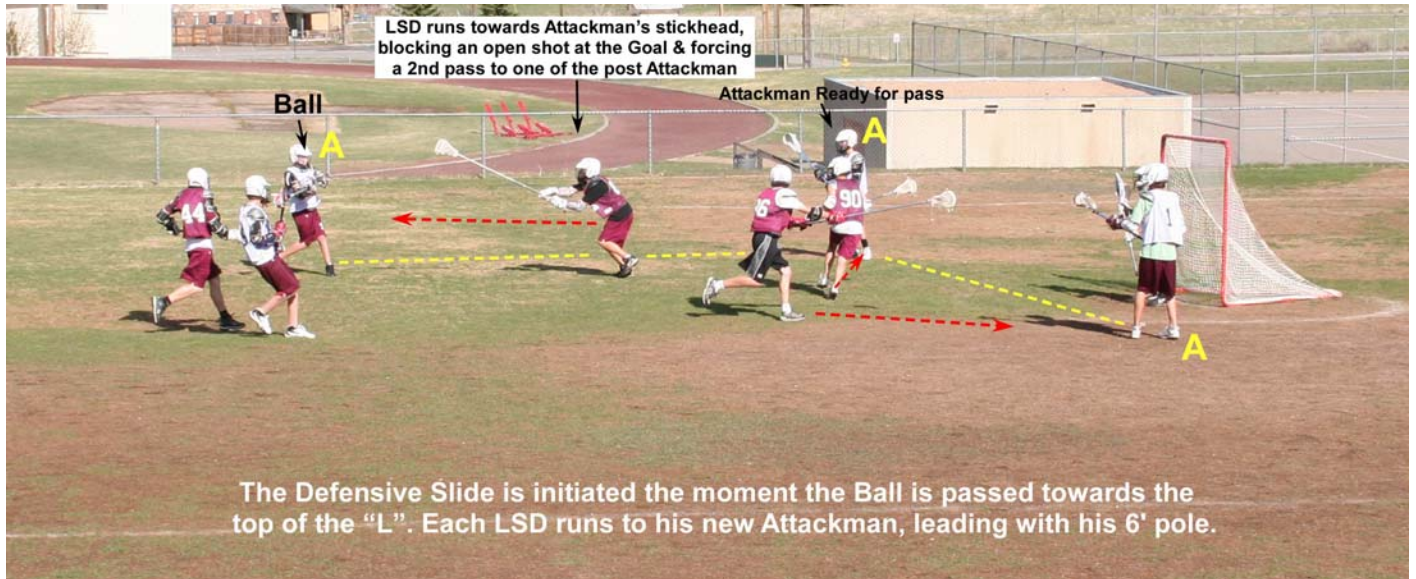 LSD runs towards Attackman’s stickhead,
blocking an open shot at the Goal & forcing
a 2nd pass to one of the post Attackman
Attackman Ready for pass
Ball
A
A
44
90
1
A
The Defensive Slide is initiated the moment the Ball is passed towards the
top of the “L”. Each LSD runs to his new Attackman, leading with his 6' pole.